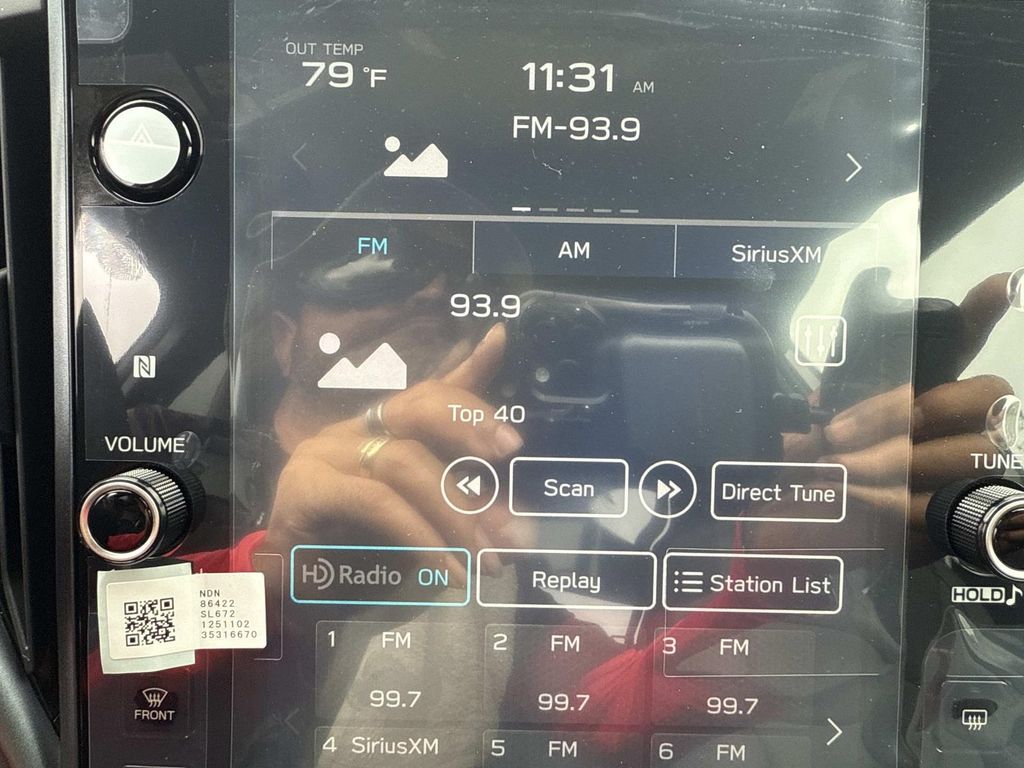 OUT TEMP
79 °F
11:31 AM
FM-93.9
FM
AM
SiriusXM
93.9
Top 40
VOLUME
TUNE
Scan
Direct Tune
HD Radio ON
Replay
Station List
HOLD
NDN
86422
SL672
1251102
35316670
1 FM
99.7
2 FM
99.7
3 FM
99.7
FRONT
4 SiriusXM
5 FM
6 FM